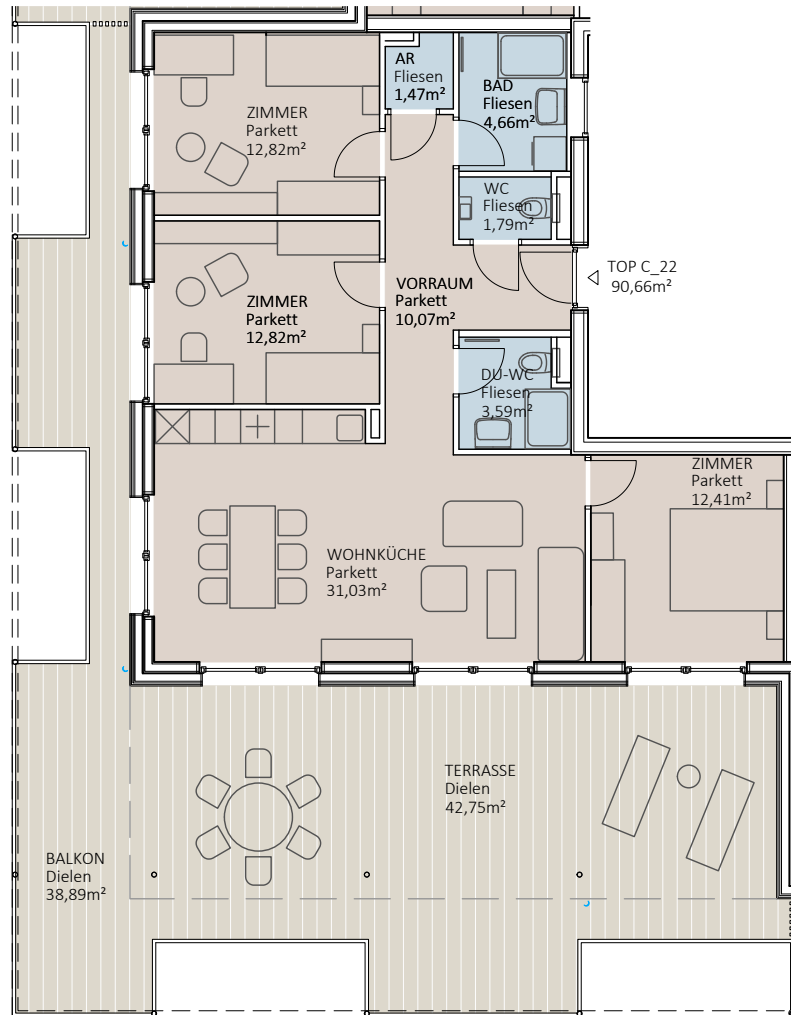 AR
Fliesen
1,47m²
BAD
Fliesen
4,66m²
ZIMMER
Parkett
12,82m²
WC
Fliesen
1,79m²
TOP C_22
90,66m²
VORRAUM
Parkett
10,07m²
ZIMMER
Parkett
12,82m²
DU-WC
Fliesen
3,59m²
ZIMMER
Parkett
12,41m²
WOHNKÜCHE
Parkett
31,03m²
TERRASSE
Dielen
42,75m²
BALKON
Dielen
38,89m²